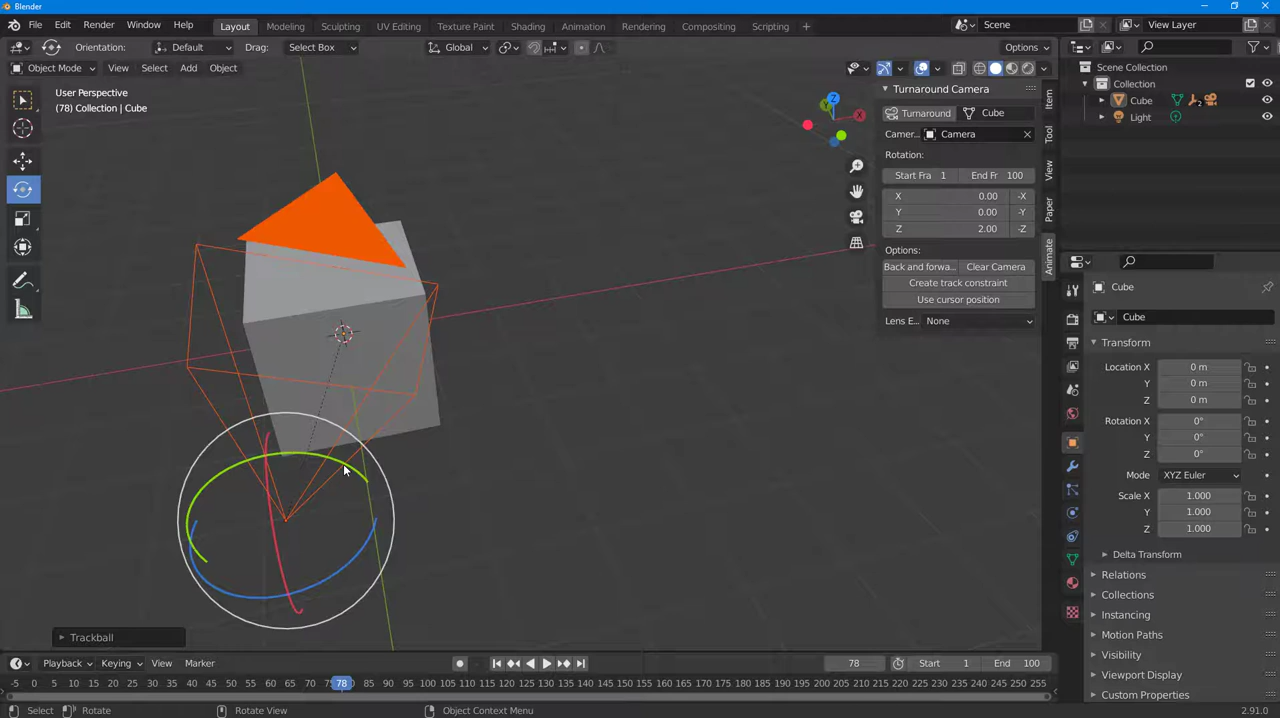 Blender
File Edit Render Window Help Layout Modeling Sculpting UV Editing Texture Paint Shading Animation Rendering Compositing Scripting + Scene View Layer
Orientation: Default Drag: Select Box Global Options
Object Mode View Select Add Object
User Perspective
(78) Collection | Cube
Z
Y
X
Turnaround Camera
Turnaround Cube
Camer... Camera
Rotation:
Start Fra 1 End Fr 100
X 0.00 -X
Y 0.00 -Y
Z 2.00 -Z
Options:
Back and forwa... Clear Camera
Create track constraint
Use cursor position
Lens E... None
Item
Tool
View
Paper
Animate
Scene Collection
Collection
Cube 2
Light
Cube
Cube
Transform
Location X 0 m
Y 0 m
Z 0 m
Rotation X 0°
Y 0°
Z 0°
Mode XYZ Euler
Scale X 1.000
Y 1.000
Z 1.000
Delta Transform
Relations
Collections
Instancing
Motion Paths
Visibility
Viewport Display
Custom Properties
Trackball
Playback Keying View Marker 78 Start 1 End 100
-5 0 5 10 15 20 25 30 35 40 45 50 55 60 65 70 78 85 90 95 100 105 110 115 120 125 130 135 140 145 150 155 160 165 170 175 180 185 190 195 200 205 210 215 220 225 230 235 240 245 250 255
Select Rotate Rotate View Object Context Menu 2.91.0